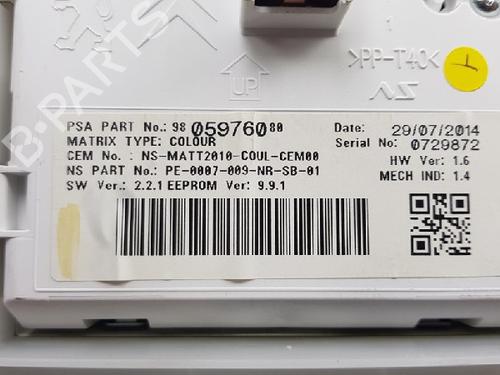 UP
>PP-T40<
PSA PART No.: 98 059760 80
Date: 29/07/2014
MATRIX TYPE: COLOUR
Serial No: 0729872
CEM No. : NS-MATT2010-COUL-CEM00
HW Ver: 1.6
NS PART No.: PE-0007-009-NR-SB-01
MECH IND: 1.4
SW Ver.: 2.2.1 EEPROM Ver: 9.9.1
B-PARTS